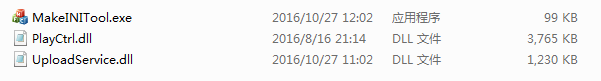 MakeINITool.exe 2016/10/27 12:02 应用程序 99 KB
PlayCtrl.dll 2016/8/16 21:14 DLL 文件 3,765 KB
UploadService.dll 2016/10/27 11:02 DLL 文件 1,230 KB